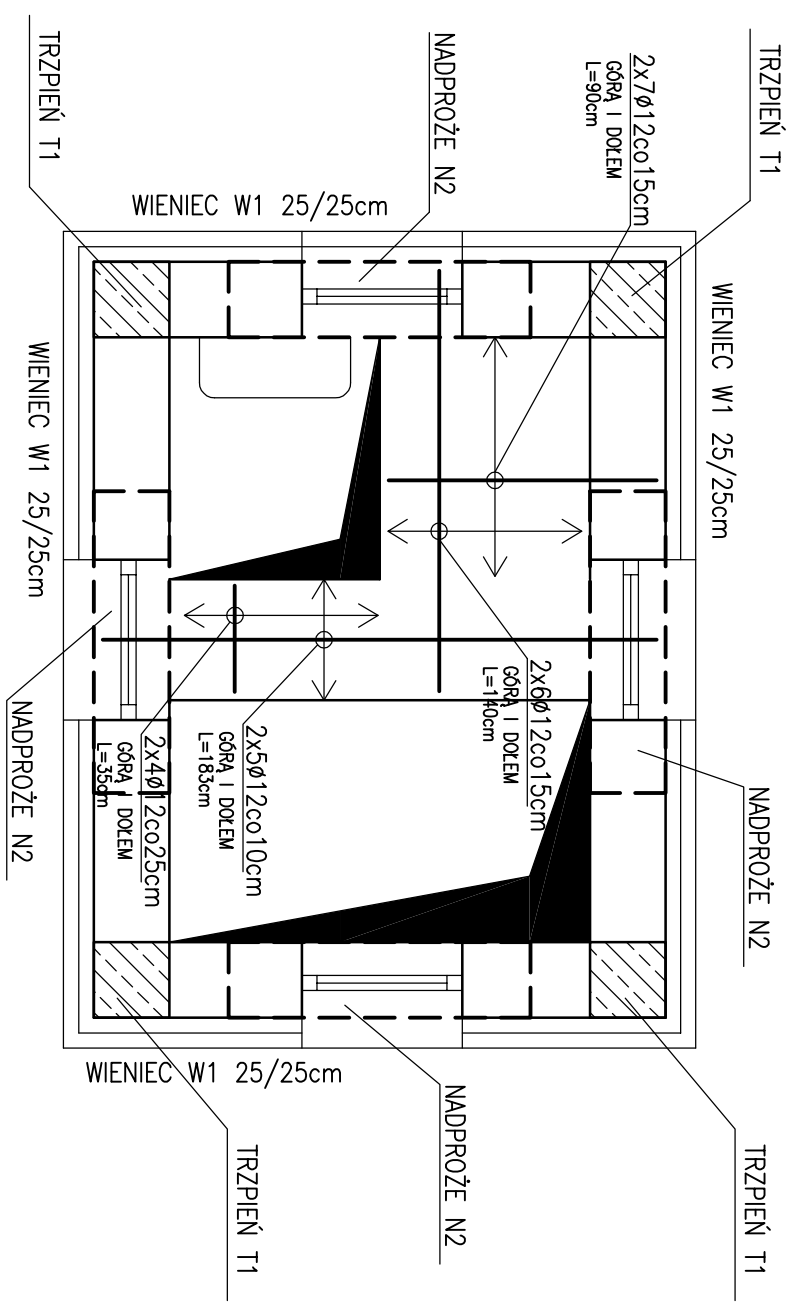 TRZPIEŃ T1
NADPROŻE N2
TRZPIEŃ T1
2x7ø12co15cm
GÓRĄ I DOŁEM
L=90cm
WIENIEC W1 25/25cm
WIENIEC W1 25/25cm
WIENIEC W1 25/25cm
2x6ø12co15cm
GÓRĄ I DOŁEM
L=140cm
2x5ø12co10cm
GÓRĄ I DOŁEM
L=183cm
2x4ø12co25cm
GÓRĄ I DOŁEM
L=35cm
NADPROŻE N2
NADPROŻE N2
WIENIEC W1 25/25cm
NADPROŻE N2
TRZPIEŃ T1
TRZPIEŃ T1